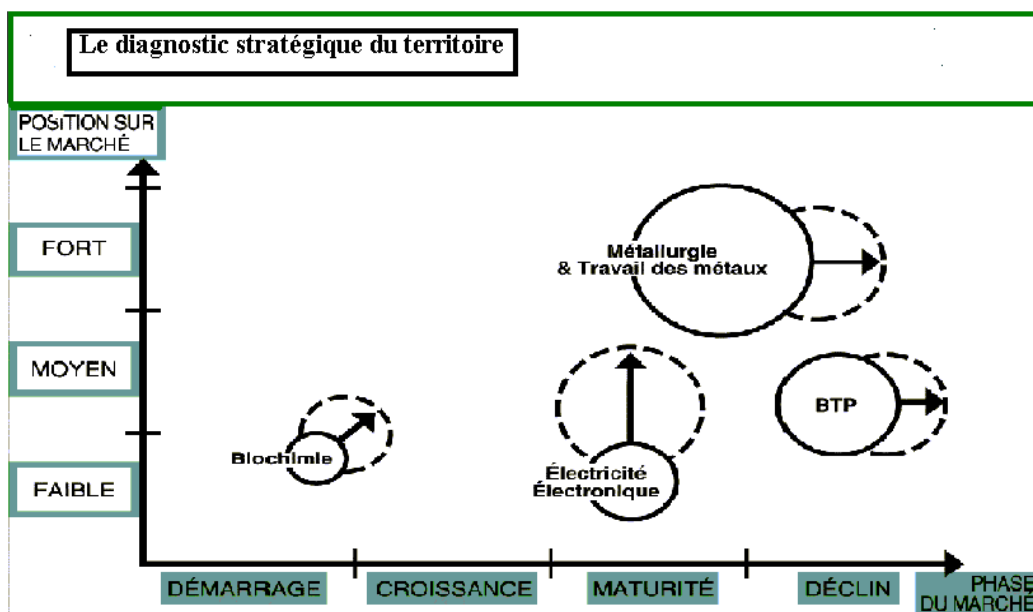 Le diagnostic stratégique du territoire
POSITION SUR
LE MARCHÉ
FORT
Métallurgie
& Travail des métaux
MOYEN
BTP
Biochimie
FAIBLE
Électricité
Électronique
DÉMARRAGE
CROISSANCE
MATURITÉ
DÉCLIN
PHASE
DU MARCHÉ